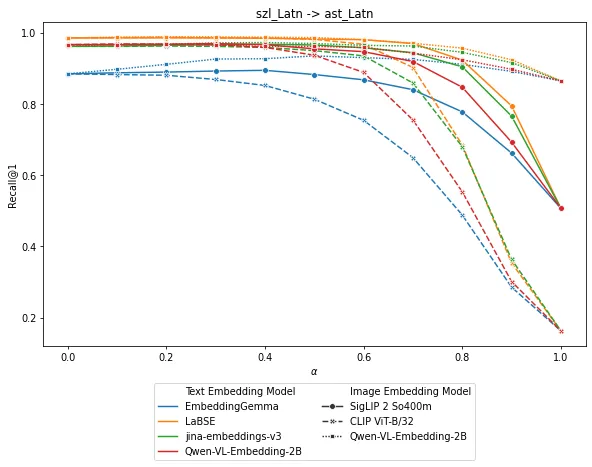 szl_Latn -> ast_Latn
1.0
0.8
0.6
0.4
0.2
Recall@1
0.0 0.2 0.4 0.6 0.8 1.0
α
Text Embedding Model Image Embedding Model
EmbeddingGemma SigLIP 2 So400m
LaBSE CLIP ViT-B/32
jina-embeddings-v3 Qwen-VL-Embedding-2B
Qwen-VL-Embedding-2B